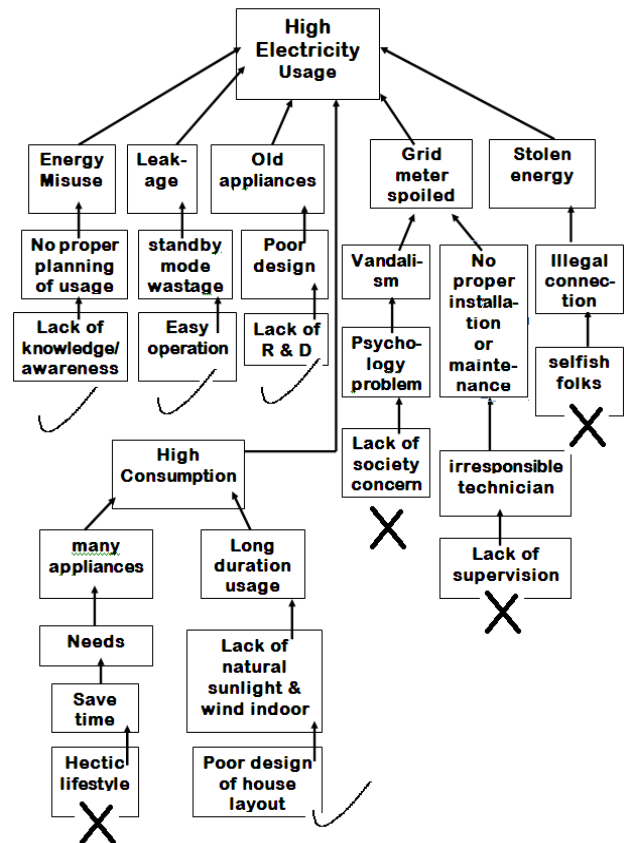 High
Electricity
Usage
Energy
Misuse
Leak-
age
Old
appliances
Grid
meter
spoiled
Stolen
energy
No proper
planning
of usage
standby
mode
wastage
Poor
design
Vandali-
sm
No
proper
installa-
tion
or
mainte-
nance
Illegal
connec-
tion
Lack of
knowledge/
awareness
Easy
operation
Lack of
R & D
Psycho-
logy
problem
selfish
folks
Lack of
society
concern
irresponsible
technician
Lack of
supervision
High
Consumption
many
appliances
Long
duration
usage
Needs
Lack of
natural
sunlight &
wind indoor
Save
time
Hectic
lifestyle
Poor design
of house
layout